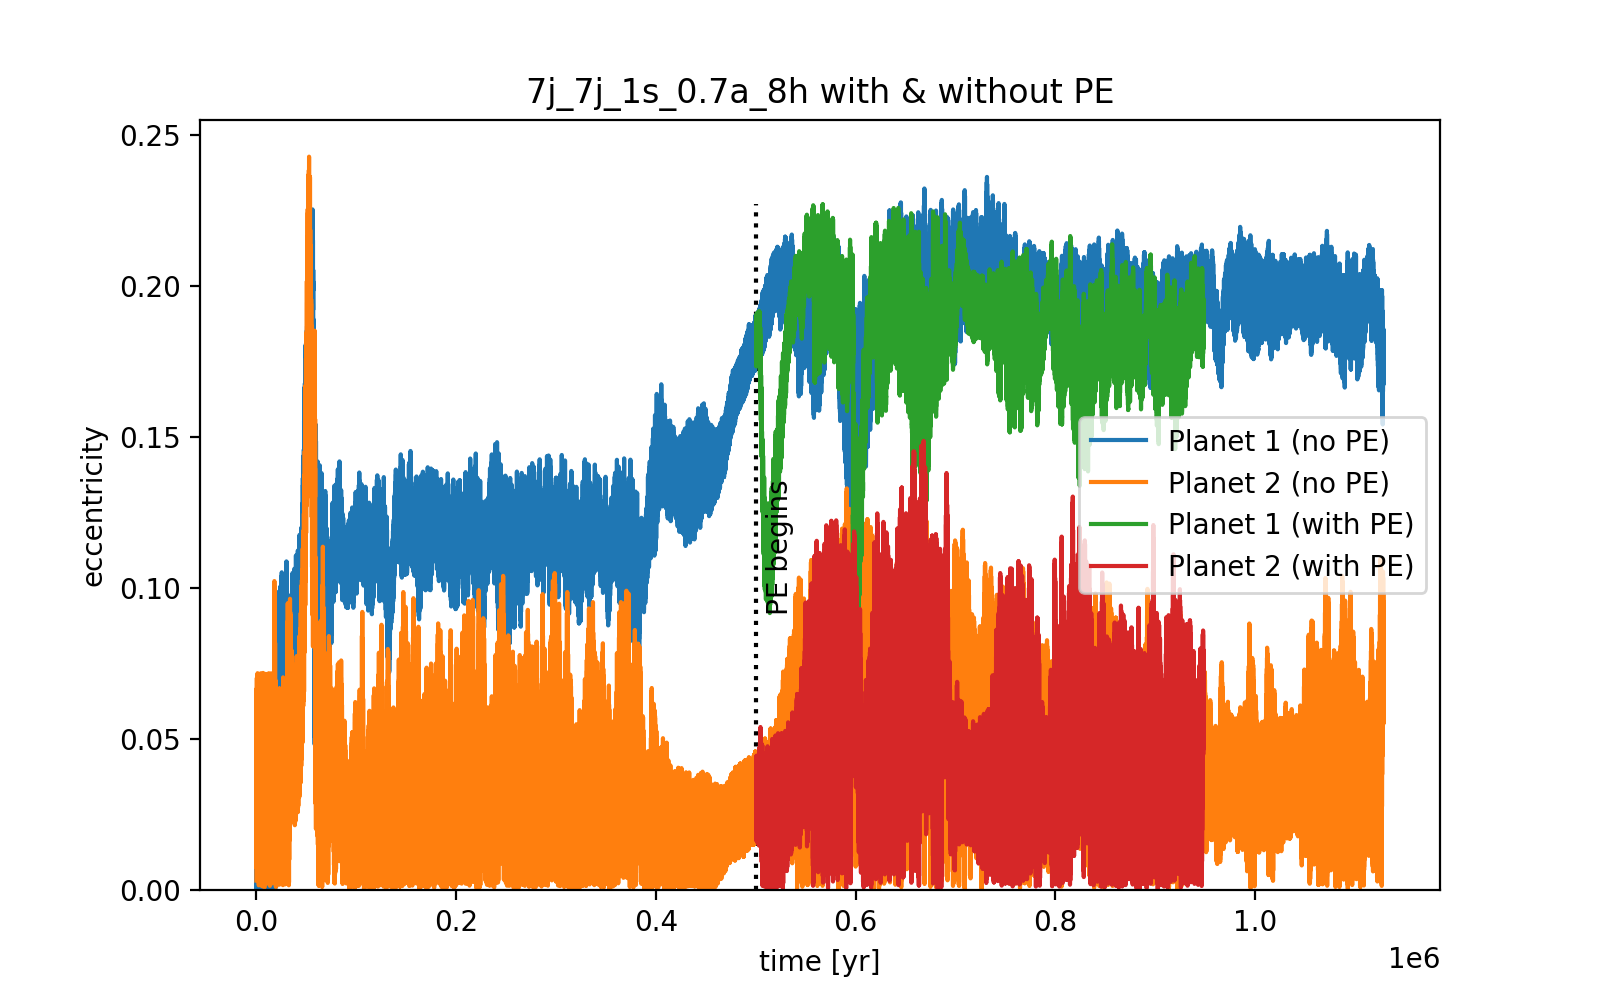 7j_7j_1s_0.7a_8h with & without PE
0.25
0.20
0.15
0.10
0.05
0.00
eccentricity
PE begins
Planet 1 (no PE)
Planet 2 (no PE)
Planet 1 (with PE)
Planet 2 (with PE)
0.0 0.2 0.4 0.6 0.8 1.0
time [yr]
1e6